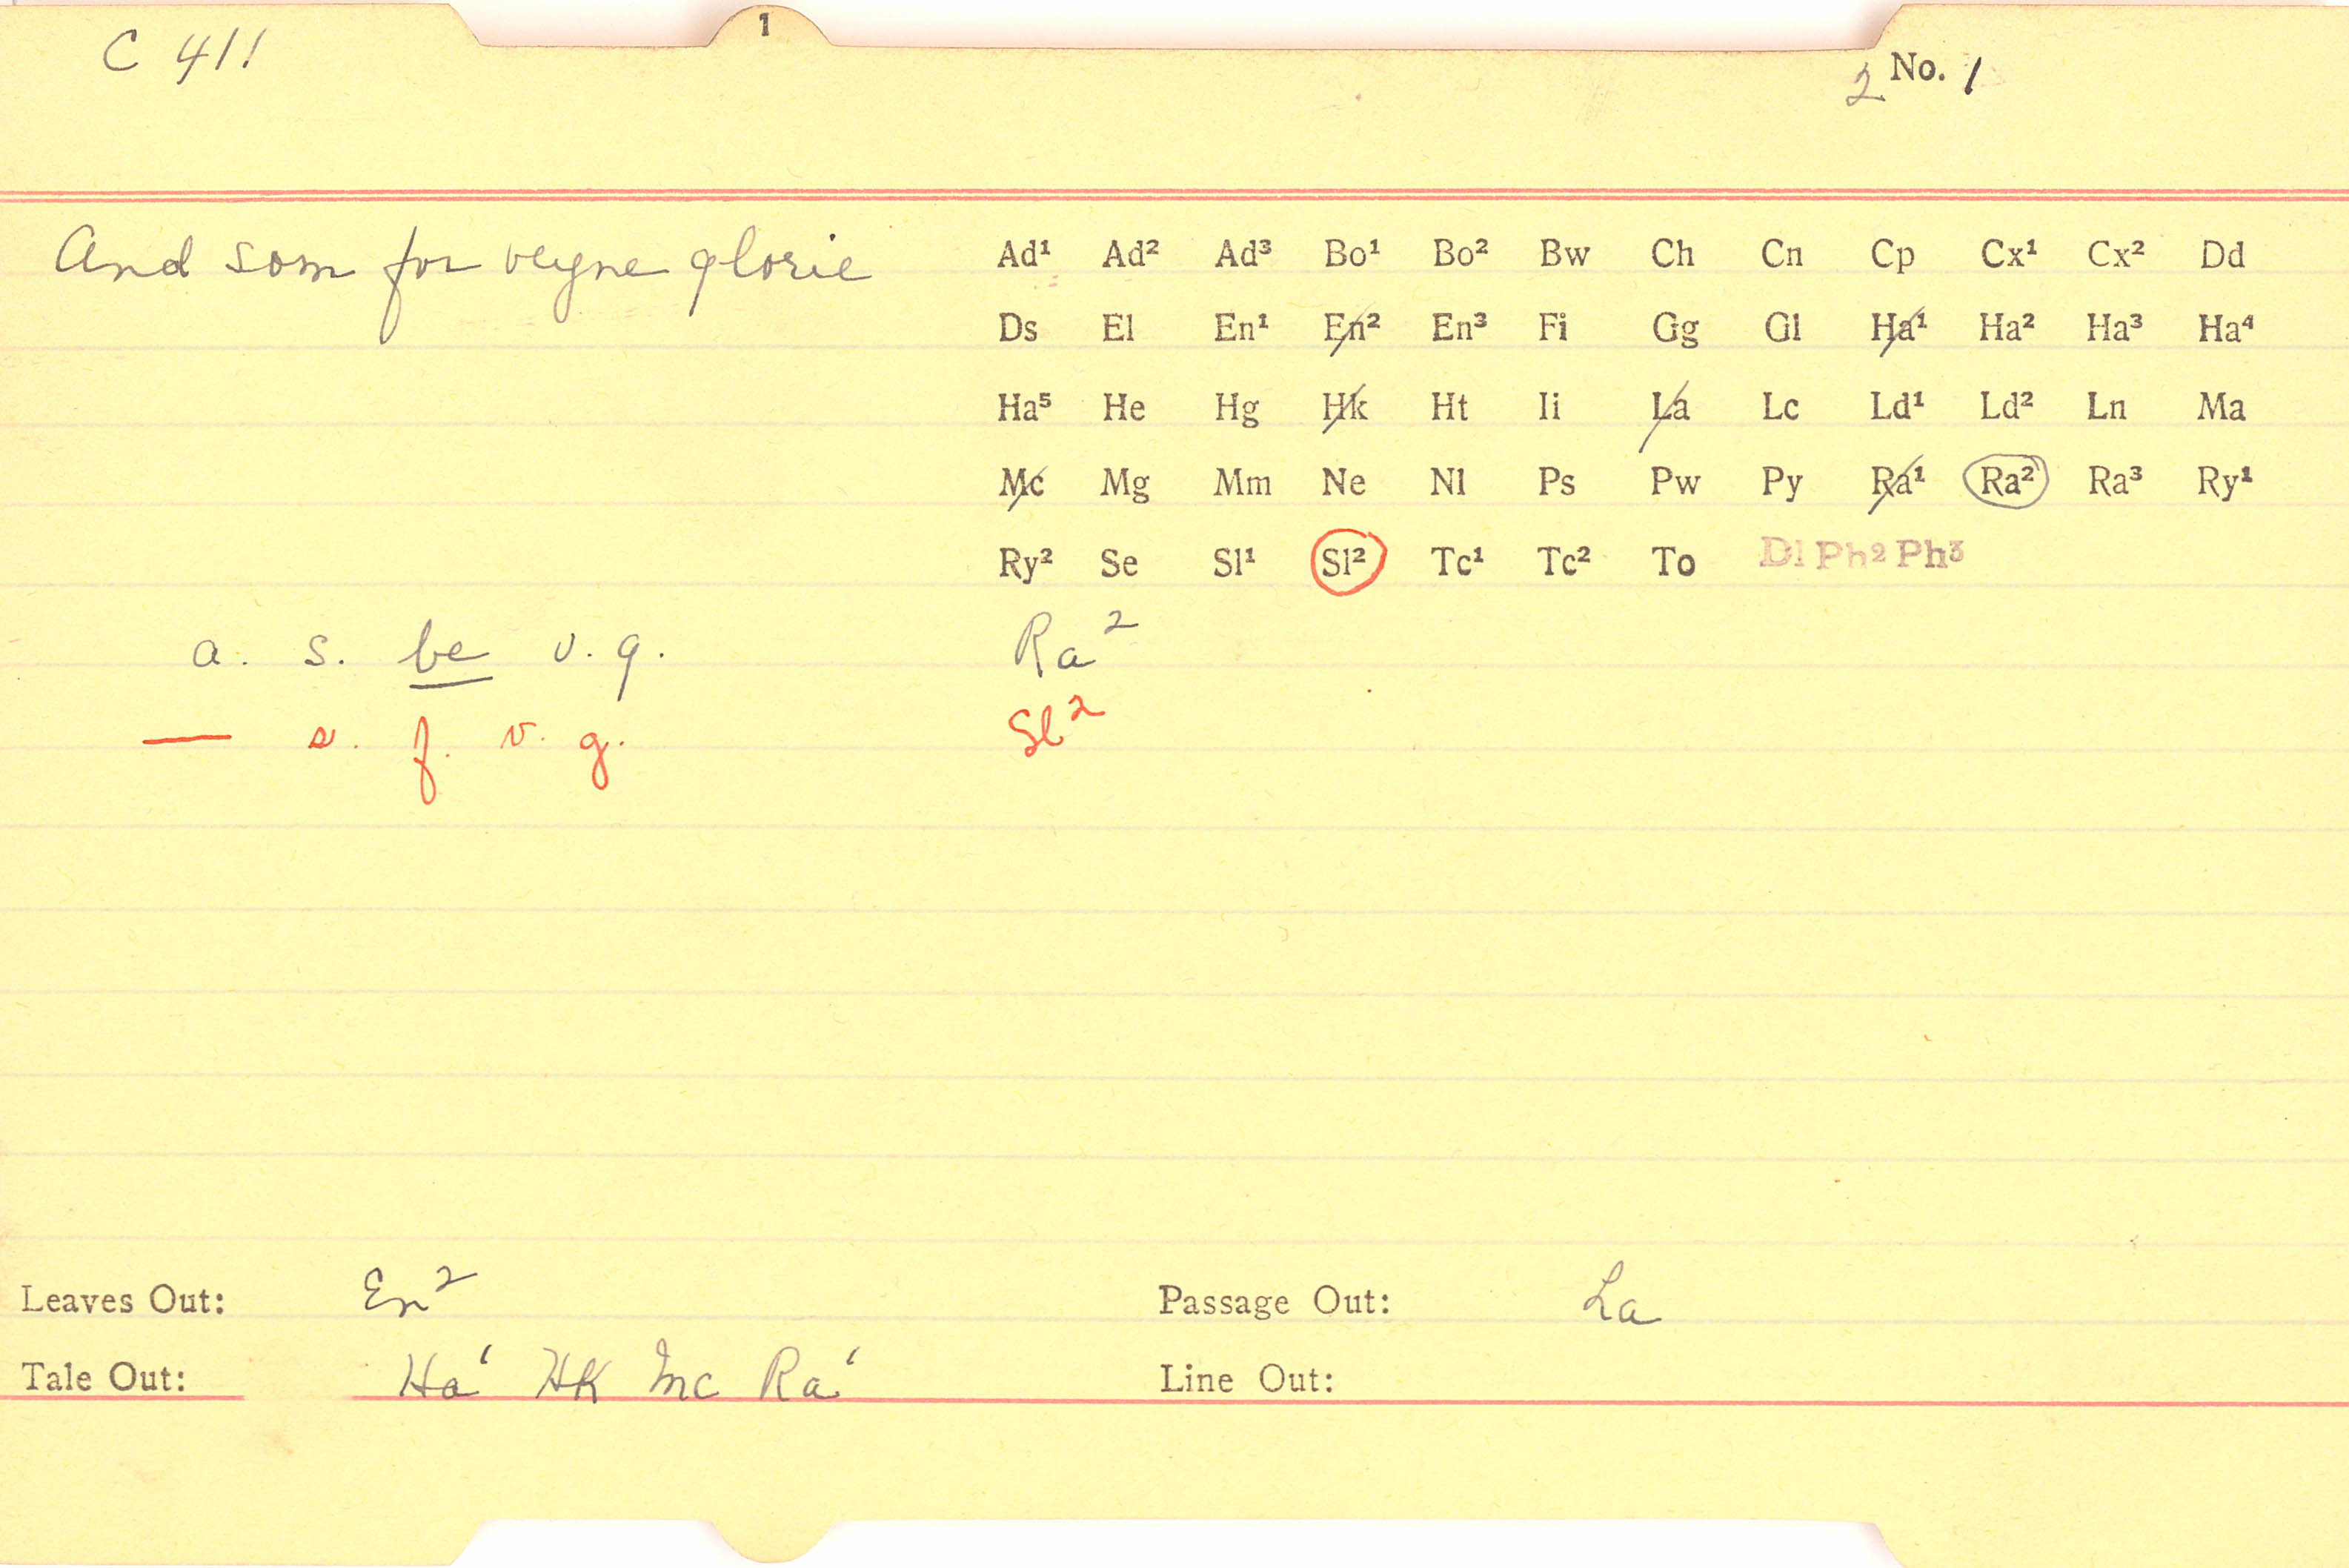 1
C 411
2 No. 1
And som for veyne glorie
Ad¹ Ad² Ad³ Bo¹ Bo² Bw Ch Cn Cp Cx¹ Cx² Dd
Ds El En¹ En² En³ Fi Gg Gl Ha¹ Ha² Ha³ Ha⁴
Ha⁵ He Hg Hk Ht Ii La Lc Ld¹ Ld² Ln Ma
Mc Mg Mm Ne Nl Ps Pw Py Ra¹ Ra² Ra³ Ry¹
Ry² Se Sl¹ Sl² Tc¹ Tc² To Dl Ph² Ph³
a. s. be v. g. Ra²
— s. f. v. g. Sl²
Leaves Out: En² Passage Out: La
Tale Out: Ha¹ HK Mc Ra¹ Line Out: